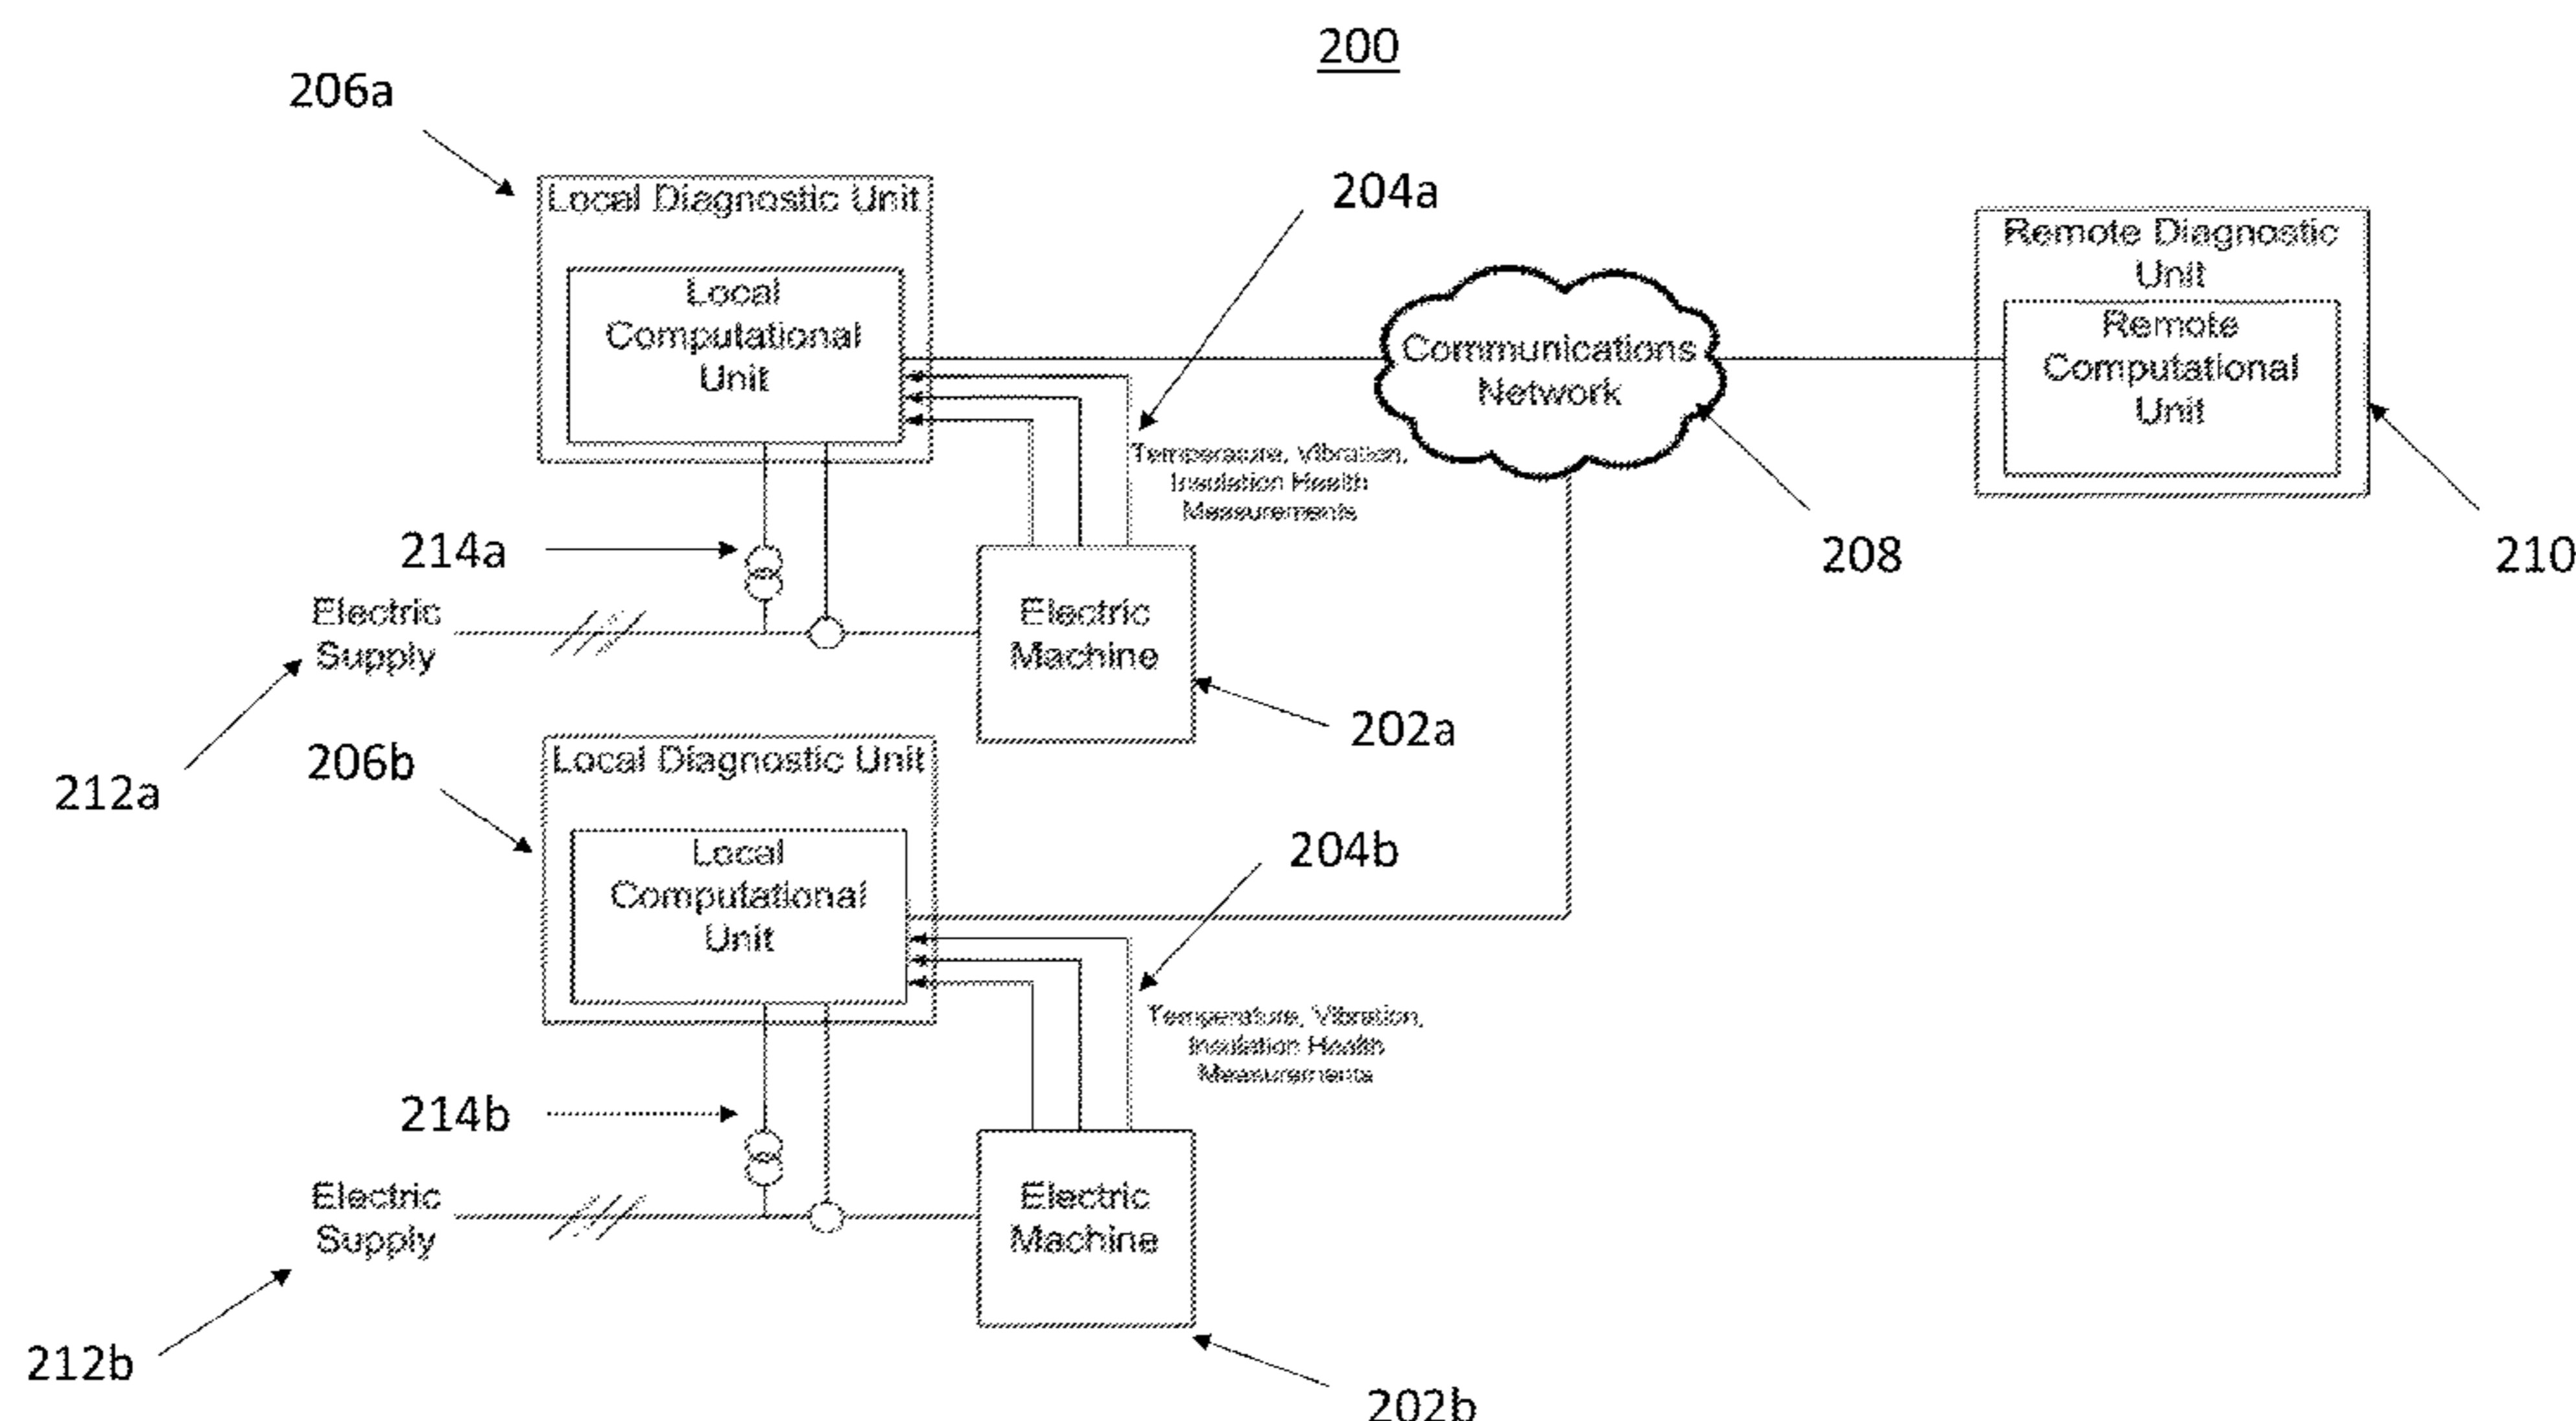 200
206a
Local Diagnostic Unit
204a
Remote Diagnostic
Unit
Local
Computational
Unit
Communications
Network
Remote
Computational
Unit
Temperature, Vibration,
Insulation Health
Measurements
214a
208
210
Electric
Supply
Electric
Machine
202a
206b
Local Diagnostic Unit
212a
204b
Local
Computational
Unit
Temperature, Vibration,
Insulation Health
Measurements
214b
Electric
Supply
Electric
Machine
212b
202b